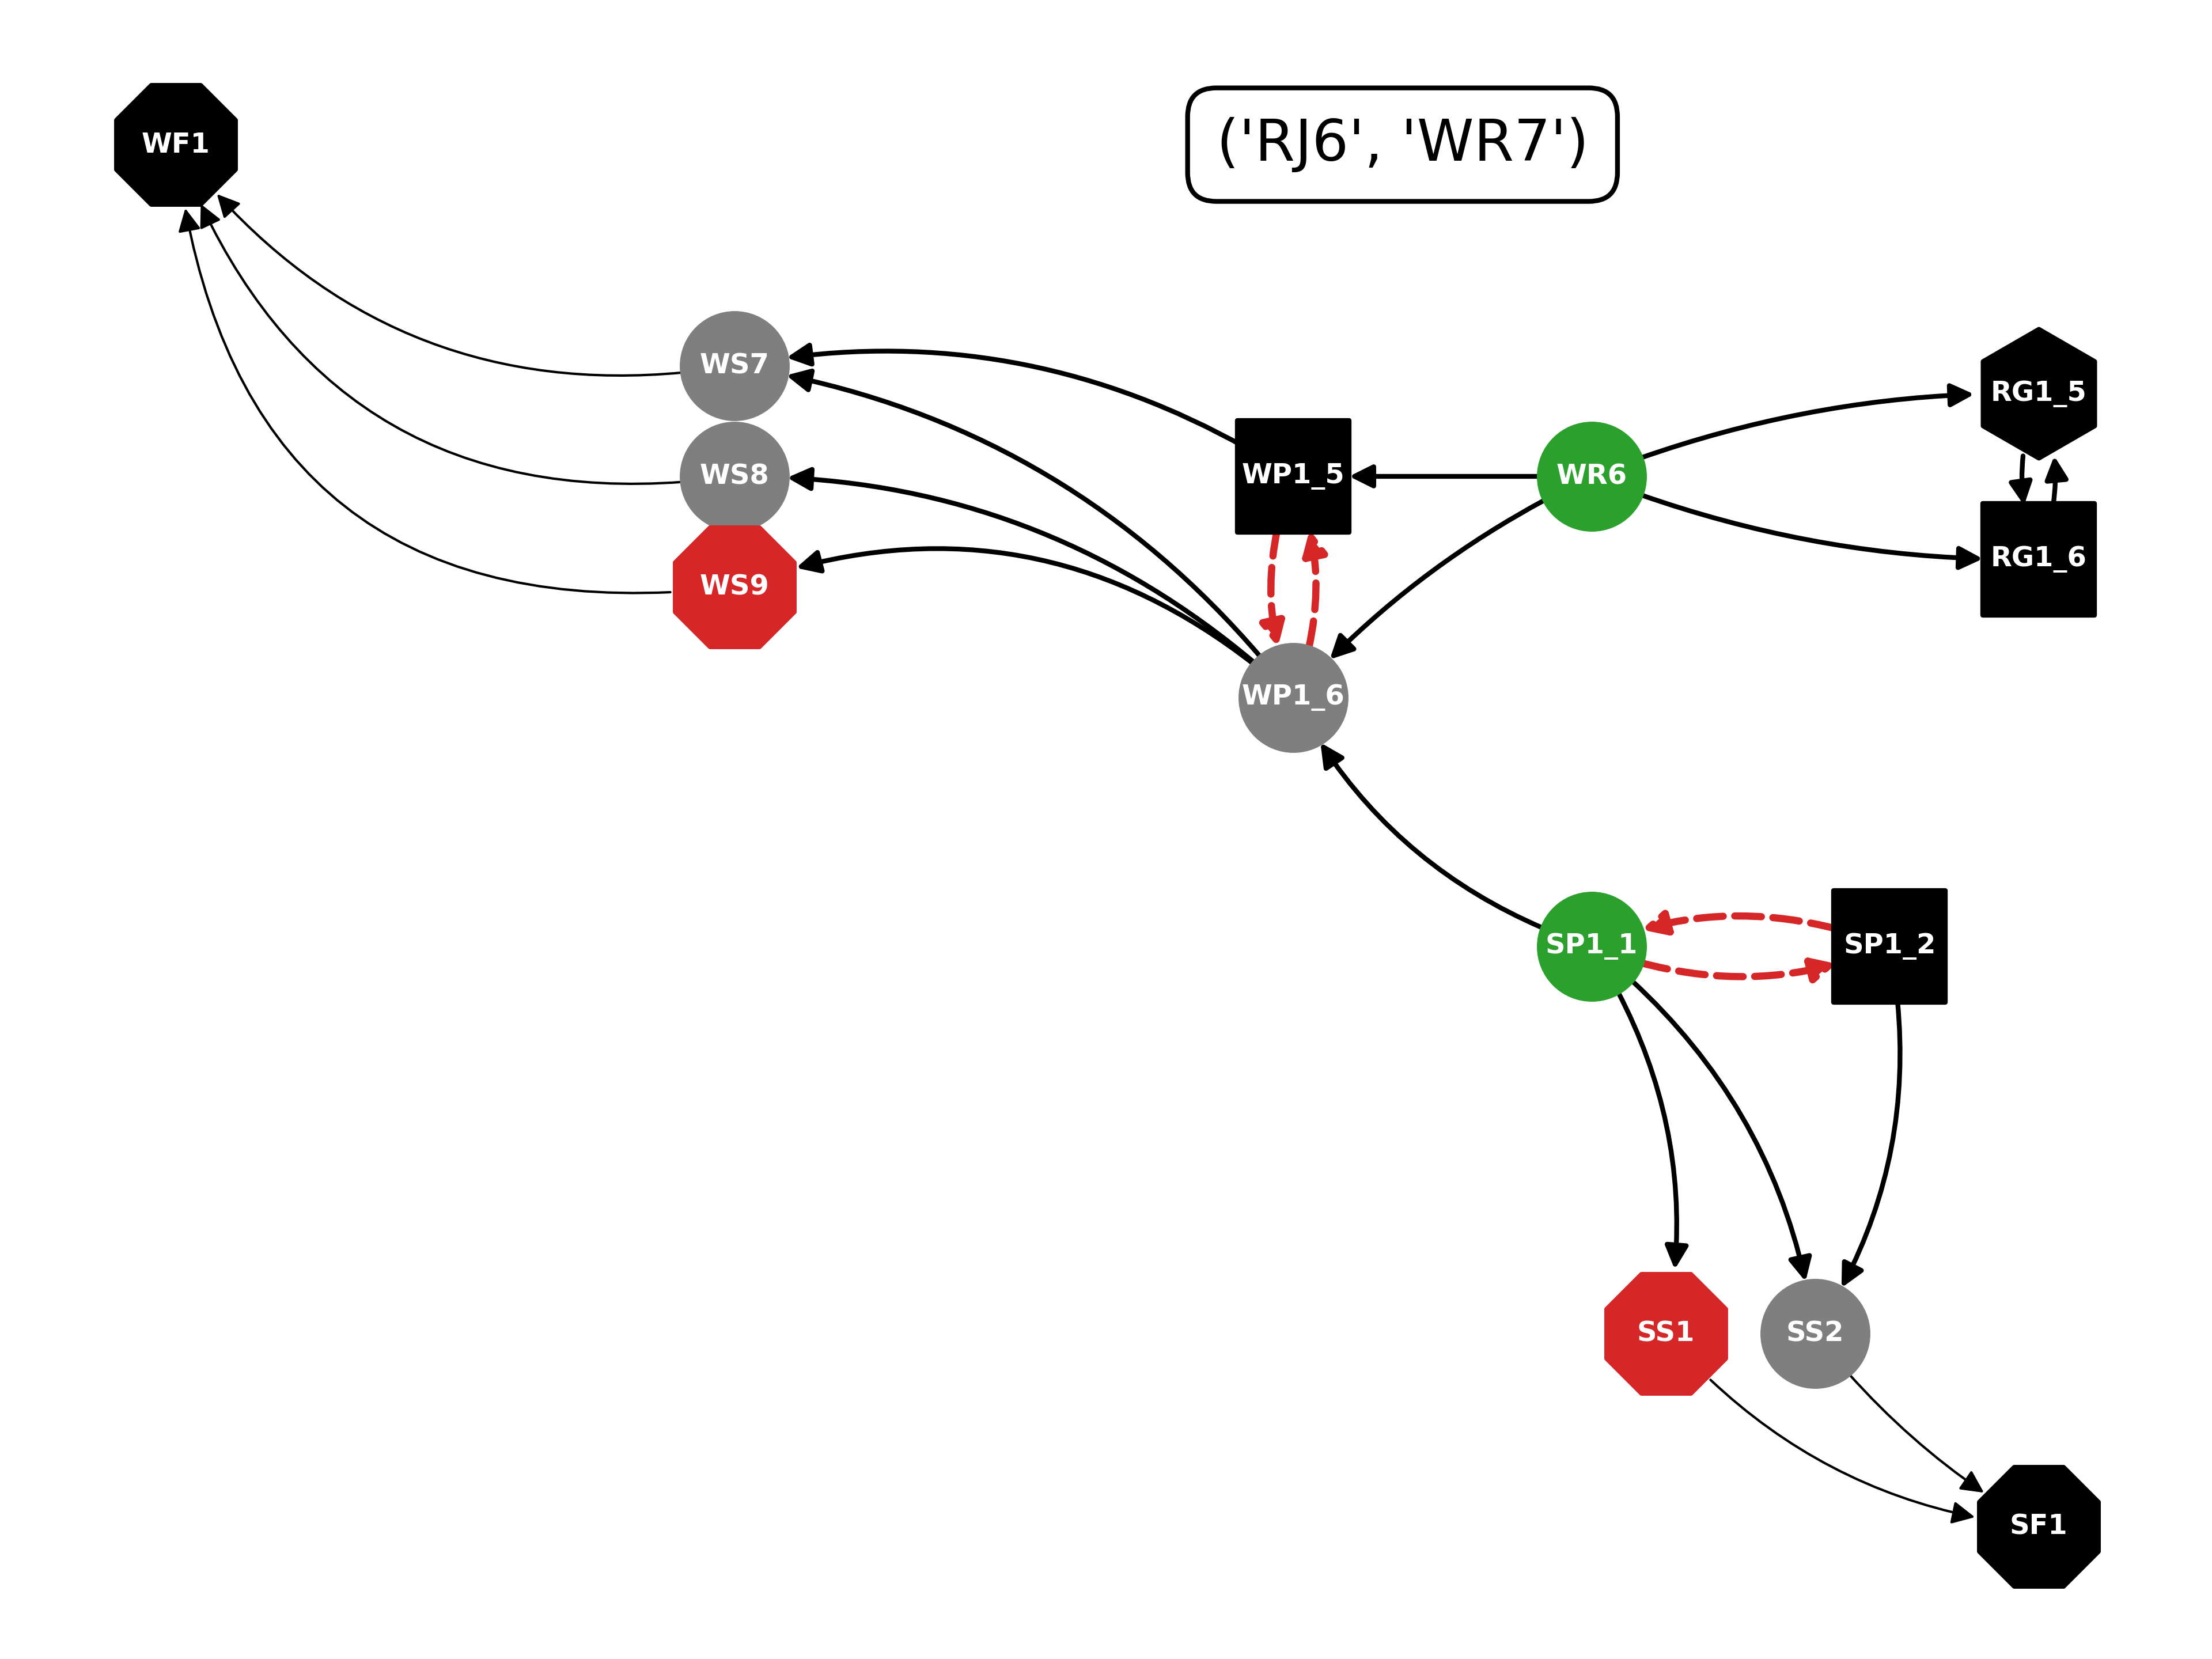 WF1
('RJ6', 'WR7')
WS7
RG1_5
WS8
WP1_5
WR6
RG1_6
WS9
WP1_6
SP1_1
SP1_2
SS1
SS2
SF1